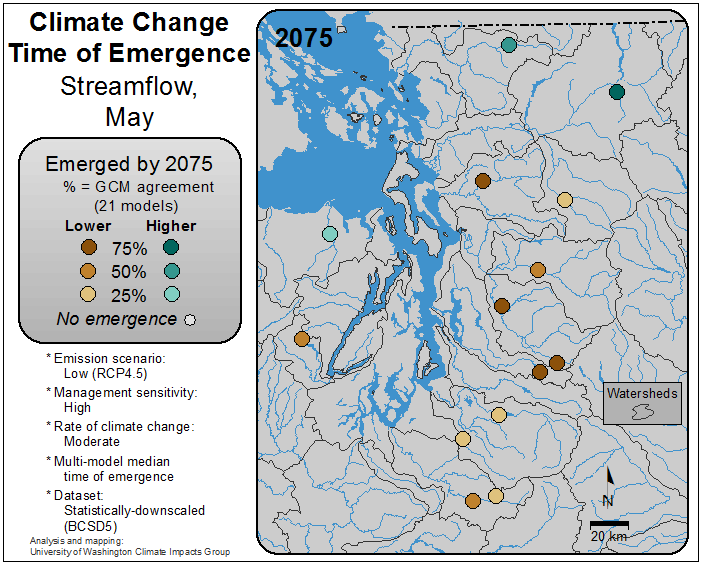 Climate Change
Time of Emergence
Streamflow,
May
Emerged by 2075
% = GCM agreement
(21 models)
Lower Higher
75%
50%
25%
No emergence
* Emission scenario:
Low (RCP4.5)
* Management sensitivity:
High
* Rate of climate change:
Moderate
* Multi-model median
time of emergence
* Dataset:
Statistically-downscaled
(BCSD5)
Analysis and mapping:
University of Washington Climate Impacts Group
2075
Watersheds
N
20 km